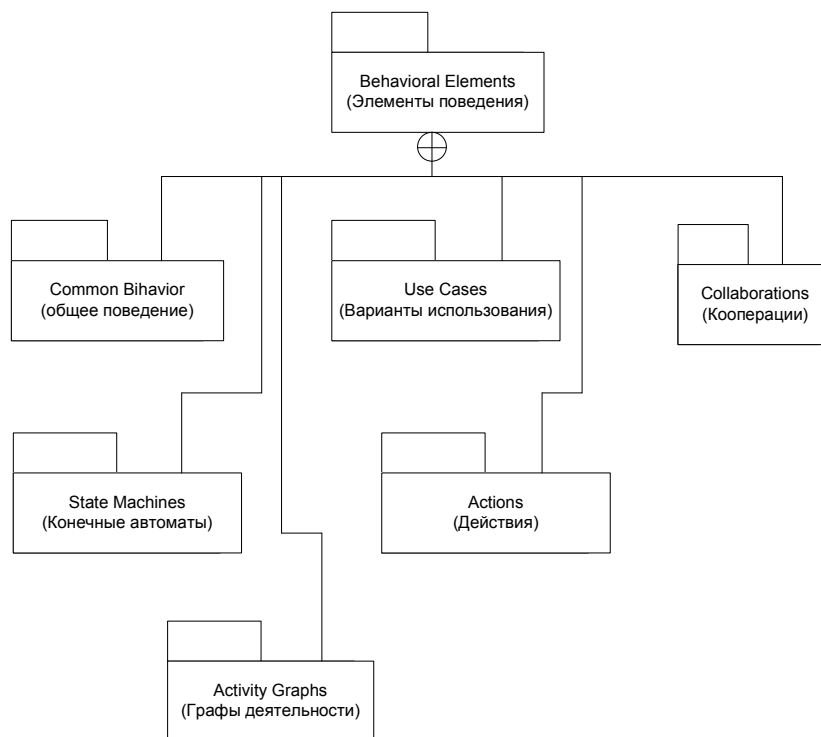 Behavioral Elements
(Элементы поведения)
Common Bihavior
(общее поведение)
Use Cases
(Варианты использования)
Collaborations
(Кооперации)
State Machines
(Конечные автоматы)
Actions
(Действия)
Activity Graphs
(Графы деятельности)